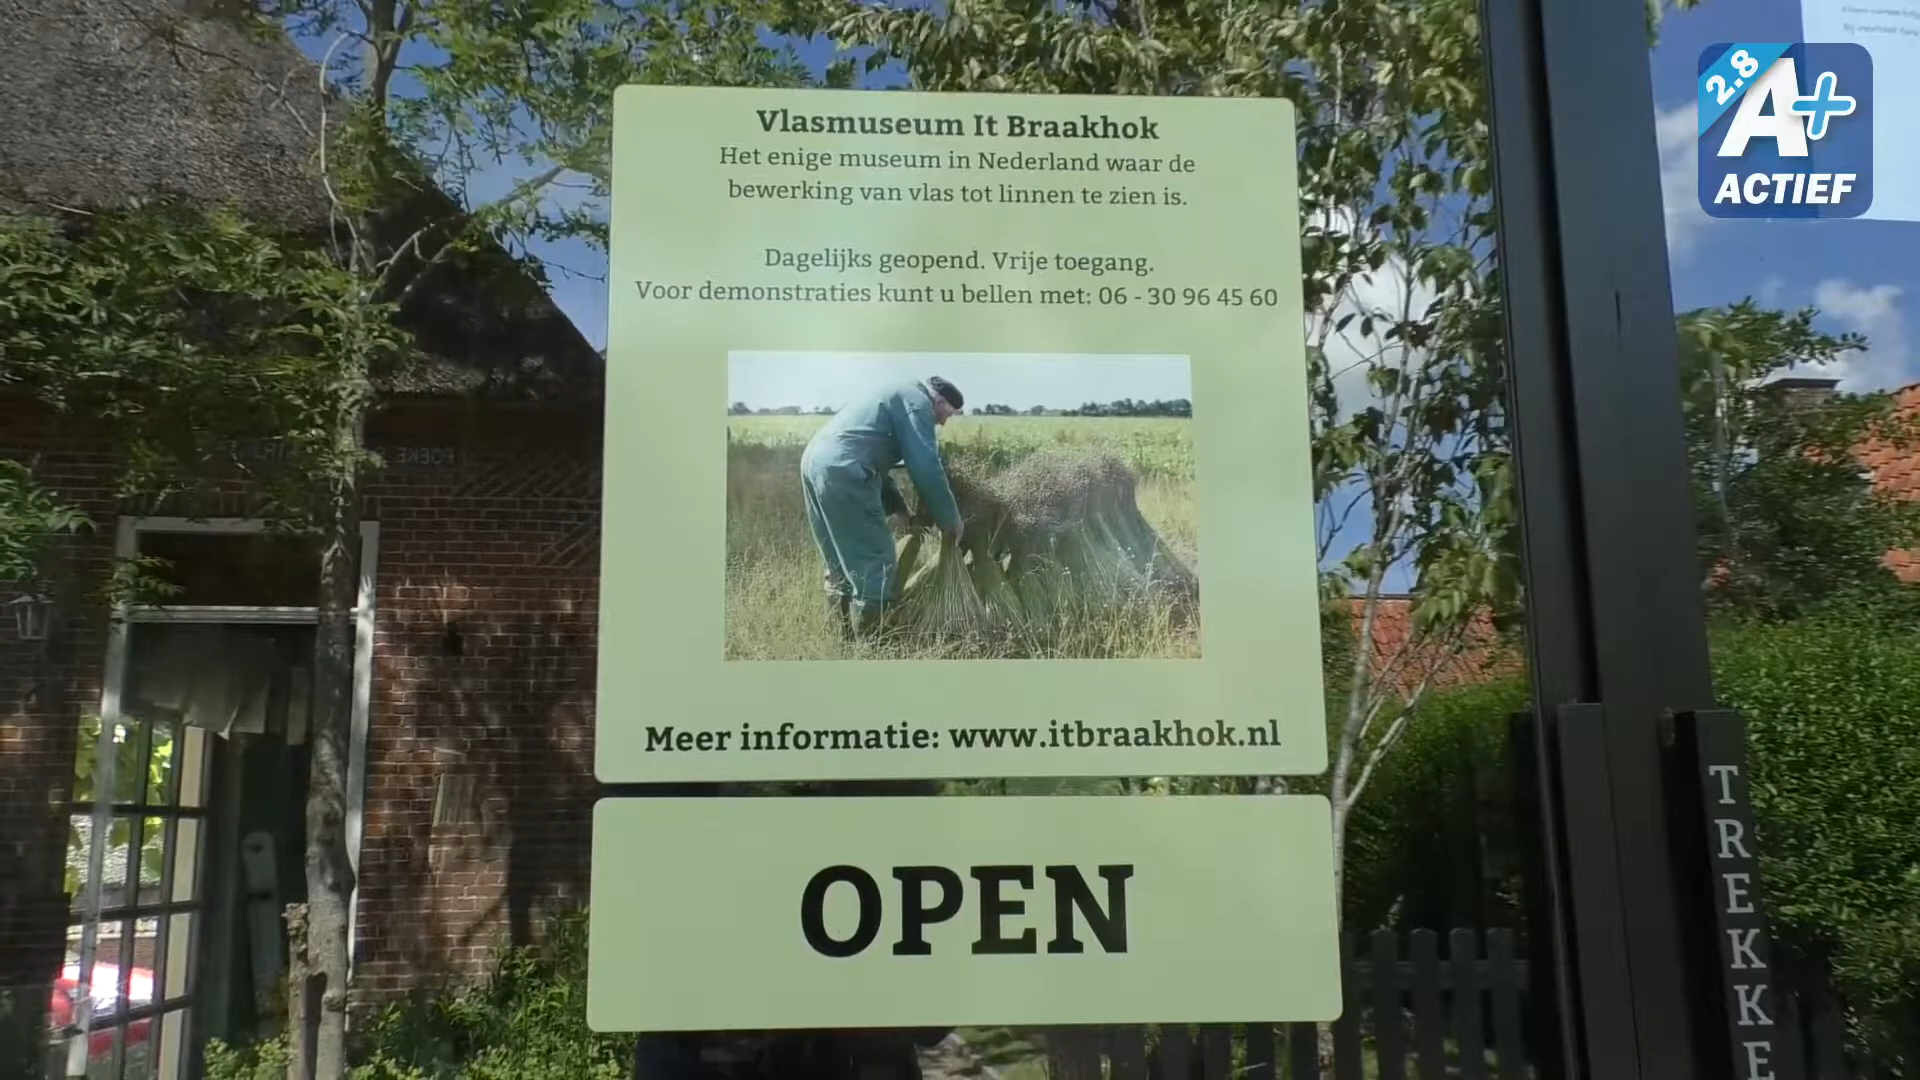 Vlasmuseum It Braakhok
Het enige museum in Nederland waar de
bewerking van vlas tot linnen te zien is.
Dagelijks geopend. Vrije toegang.
Voor demonstraties kunt u bellen met: 06 - 30 96 45 60
Meer informatie: www.itbraakhok.nl
OPEN
2.8
A+
ACTIEF
TREKKE